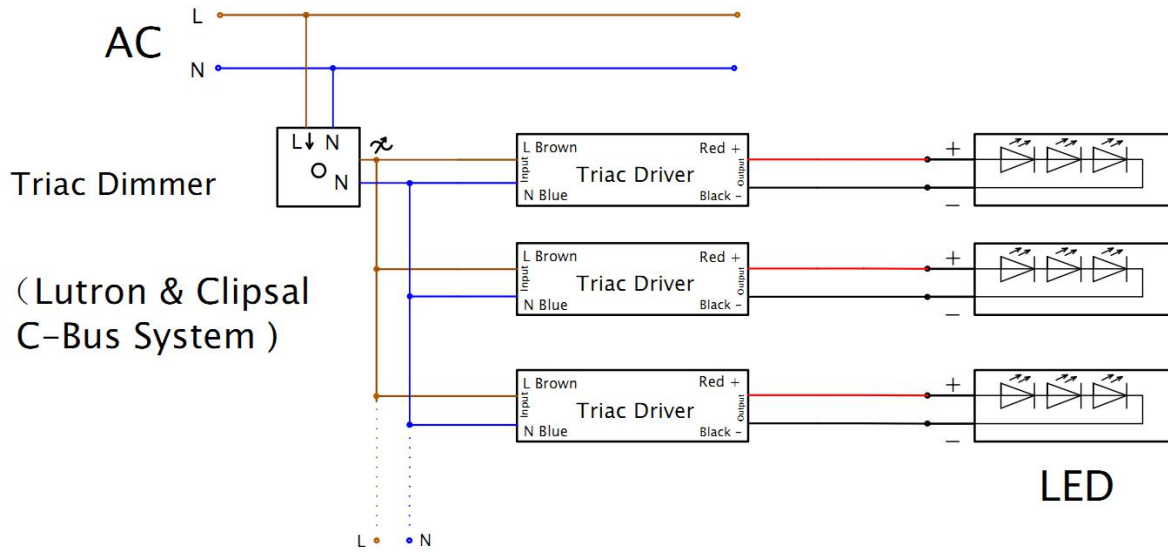 L
AC
N
L N
N
Triac Dimmer
（Lutron & Clipsal
C-Bus System )
L Brown
Red +
Input
Triac Driver
Output
N Blue
Black -
+
−
L Brown
Red +
Input
Triac Driver
Output
N Blue
Black -
+
−
L Brown
Red +
Input
Triac Driver
Output
N Blue
Black -
+
−
LED
L
N